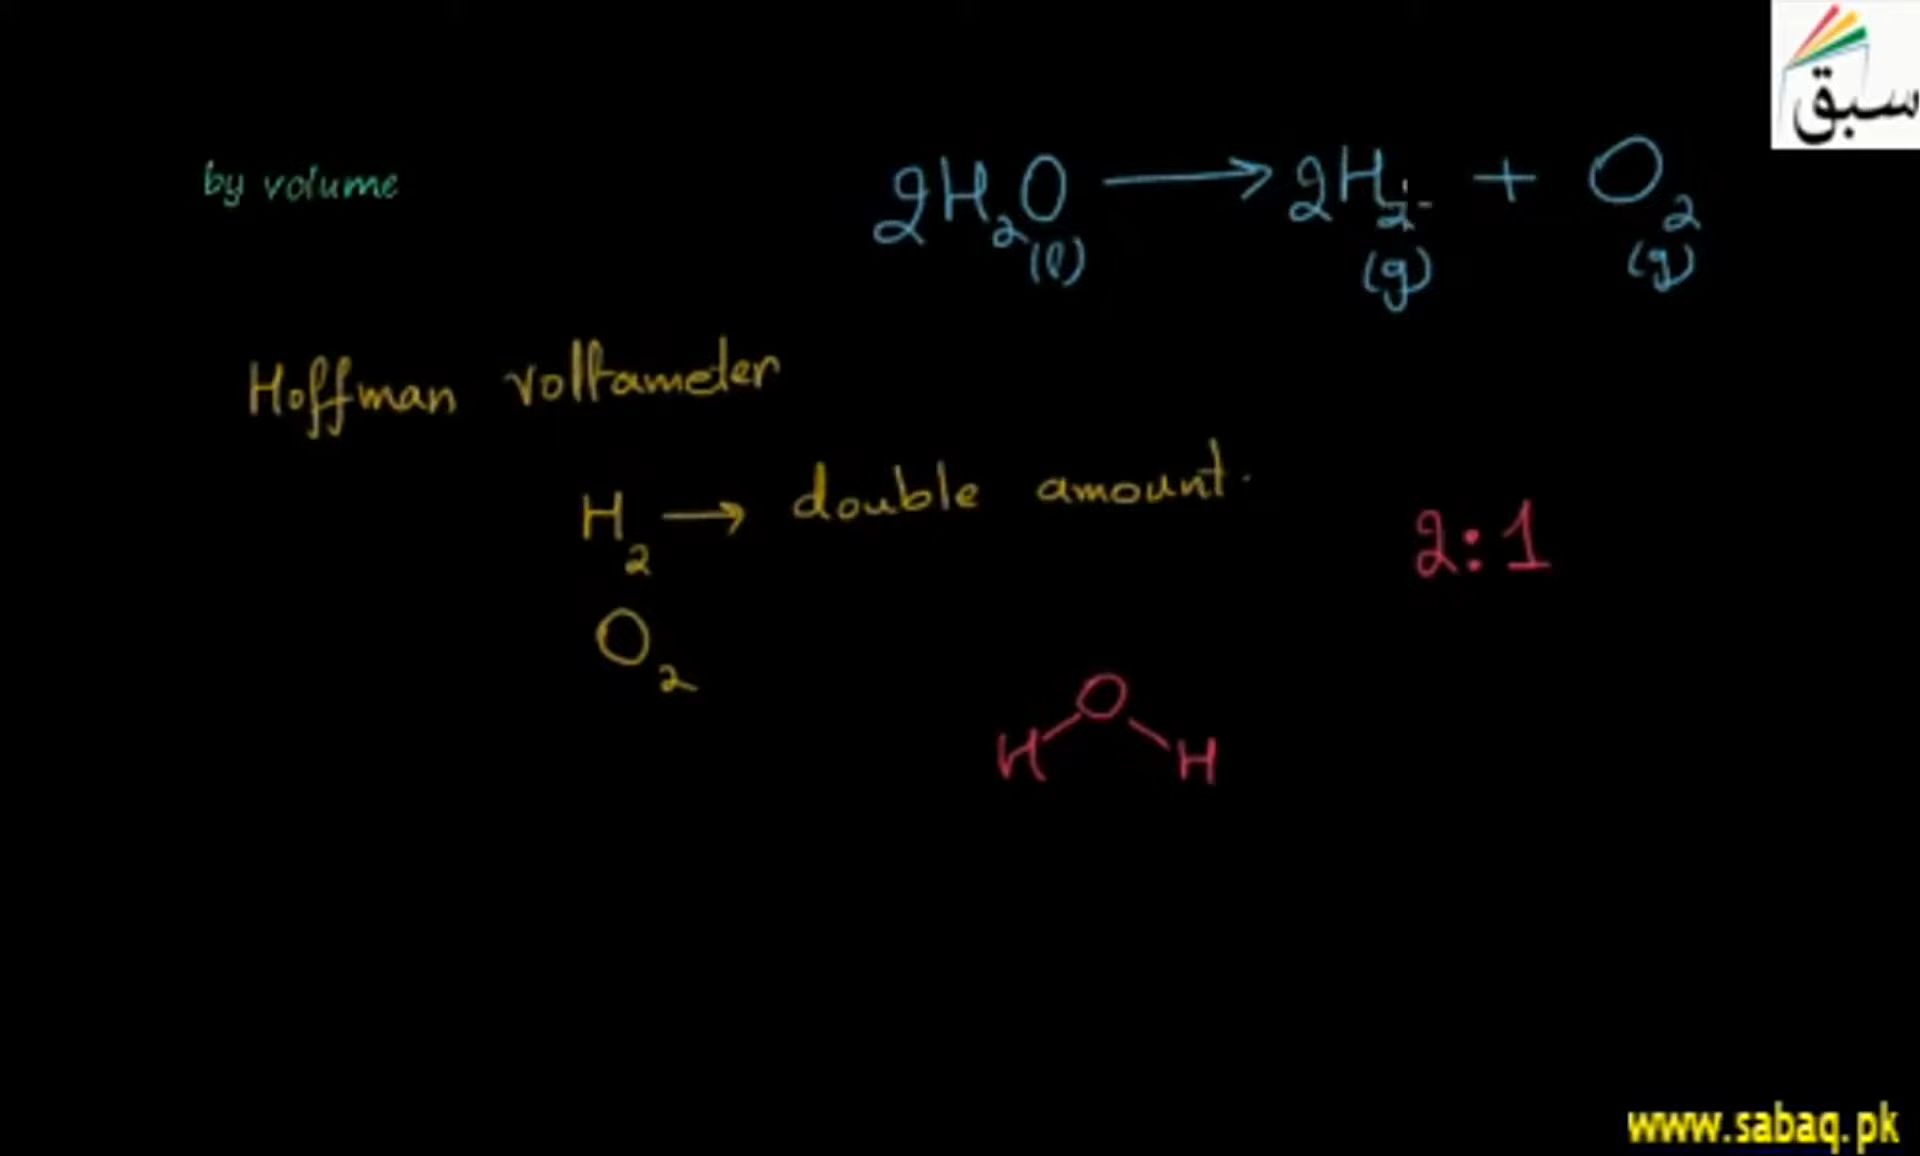 سبق
by volume
2H₂O(l) → 2H₂(g) + O₂(g)
Hoffman voltameter
H₂ → double amount.
2:1
O₂
O
H H
www.sabaq.pk